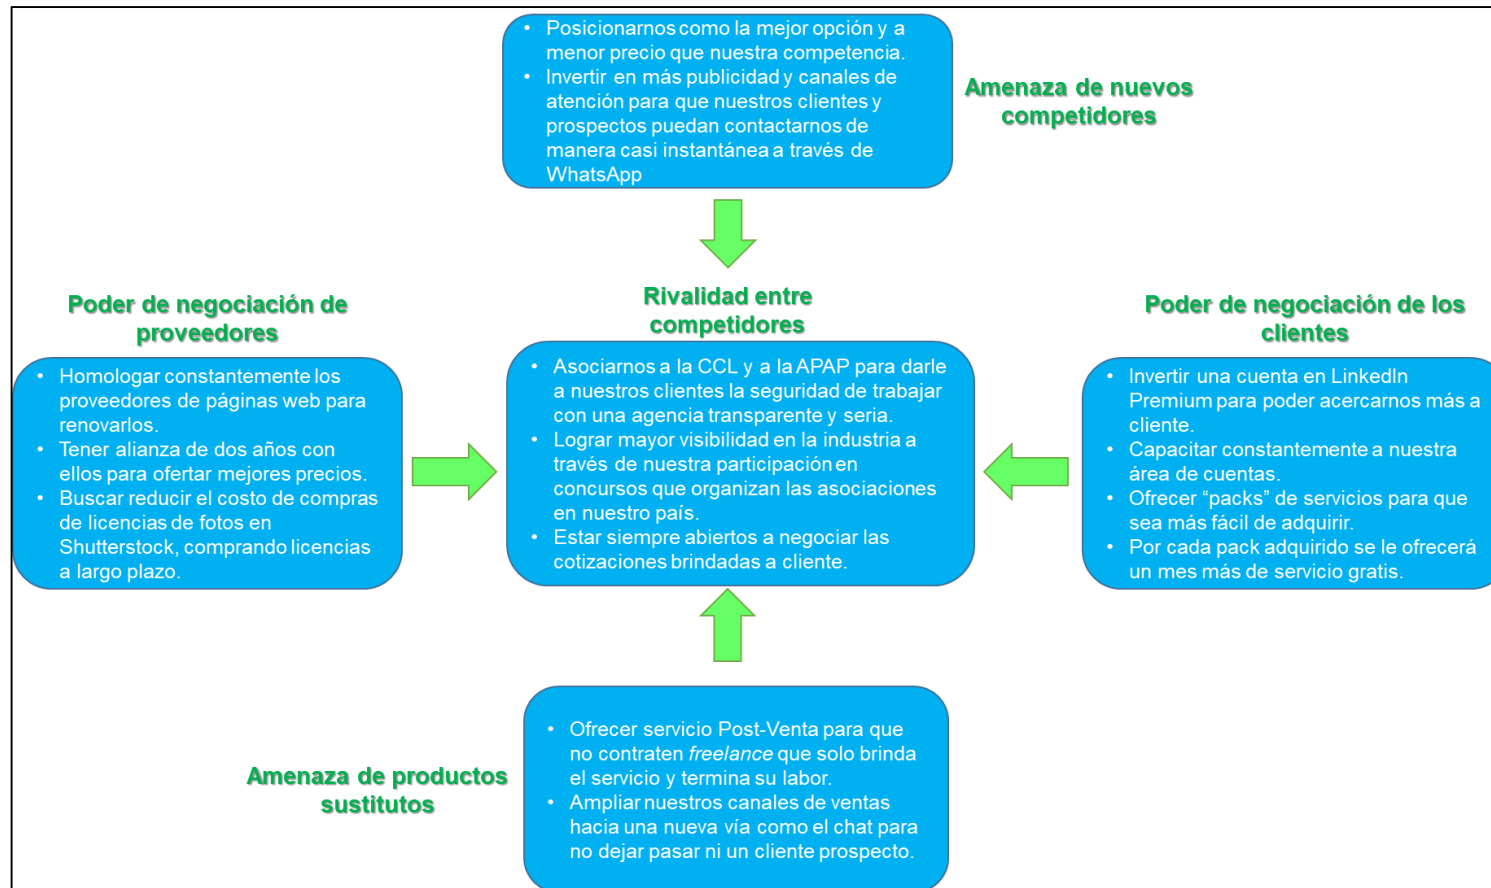 • Posicionarnos como la mejor opción y a
menor precio que nuestra competencia.
• Invertir en más publicidad y canales de
atención para que nuestros clientes y
prospectos puedan contactarnos de
manera casi instantánea a través de
WhatsApp
Amenaza de nuevos
competidores
Poder de negociación de
proveedores
• Homologar constantemente los
proveedores de páginas web para
renovarlos.
• Tener alianza de dos años con
ellos para ofertar mejores precios.
• Buscar reducir el costo de compras
de licencias de fotos en
Shutterstock, comprando licencias
a largo plazo.
Rivalidad entre
competidores
• Asociarnos a la CCL y a la APAP para darle
a nuestros clientes la seguridad de trabajar
con una agencia transparente y seria.
• Lograr mayor visibilidad en la industria a
través de nuestra participación en
concursos que organizan las asociaciones
en nuestro país.
• Estar siempre abiertos a negociar las
cotizaciones brindadas a cliente.
Poder de negociación de los
clientes
• Invertir una cuenta en LinkedIn
Premium para poder acercarnos más a
cliente.
• Capacitar constantemente a nuestra
área de cuentas.
• Ofrecer “packs” de servicios para que
sea más fácil de adquirir.
• Por cada pack adquirido se le ofrecerá
un mes más de servicio gratis.
Amenaza de productos
sustitutos
• Ofrecer servicio Post-Venta para que
no contraten freelance que solo brinda
el servicio y termina su labor.
• Ampliar nuestros canales de ventas
hacia una nueva vía como el chat para
no dejar pasar ni un cliente prospecto.